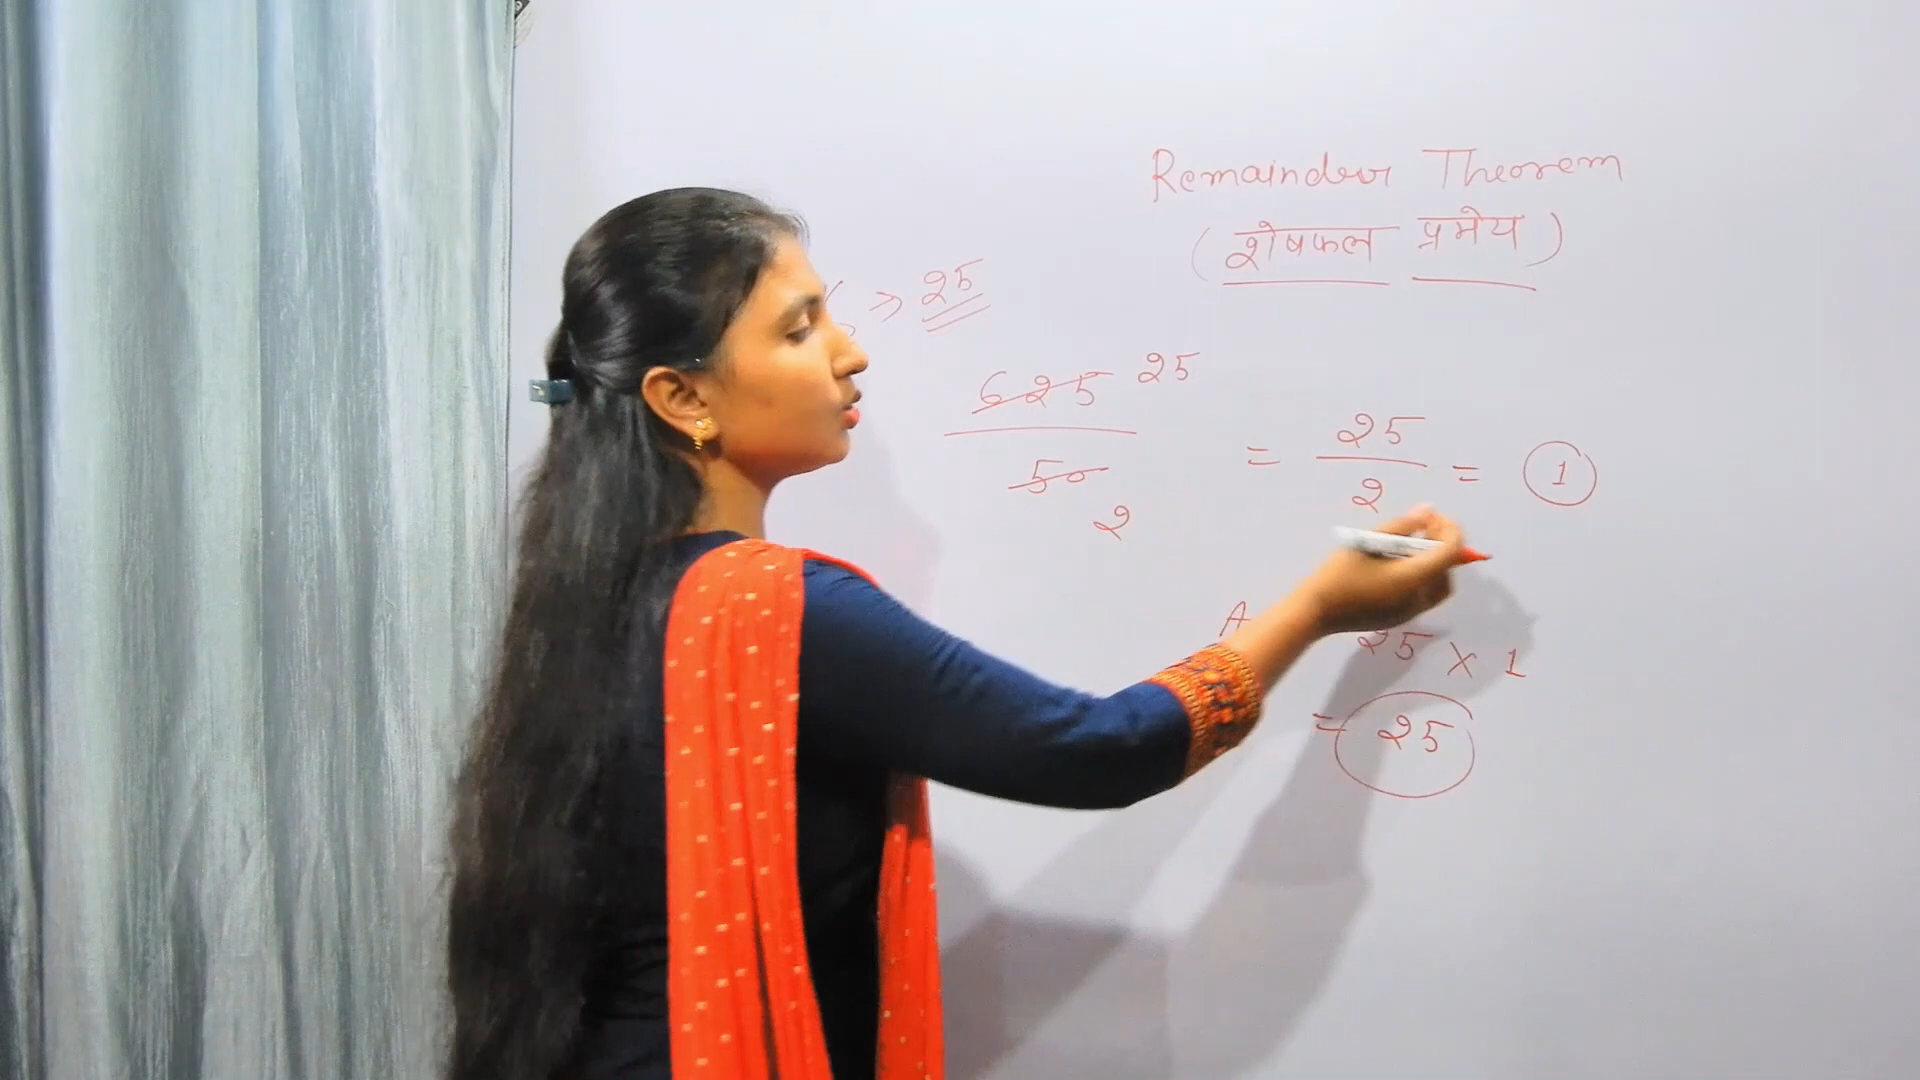 Remainder Theorem
(शेषफल प्रमेय)
> 25
625 25
50
2
= 25/2 = 1
A
25 x 1
= 25